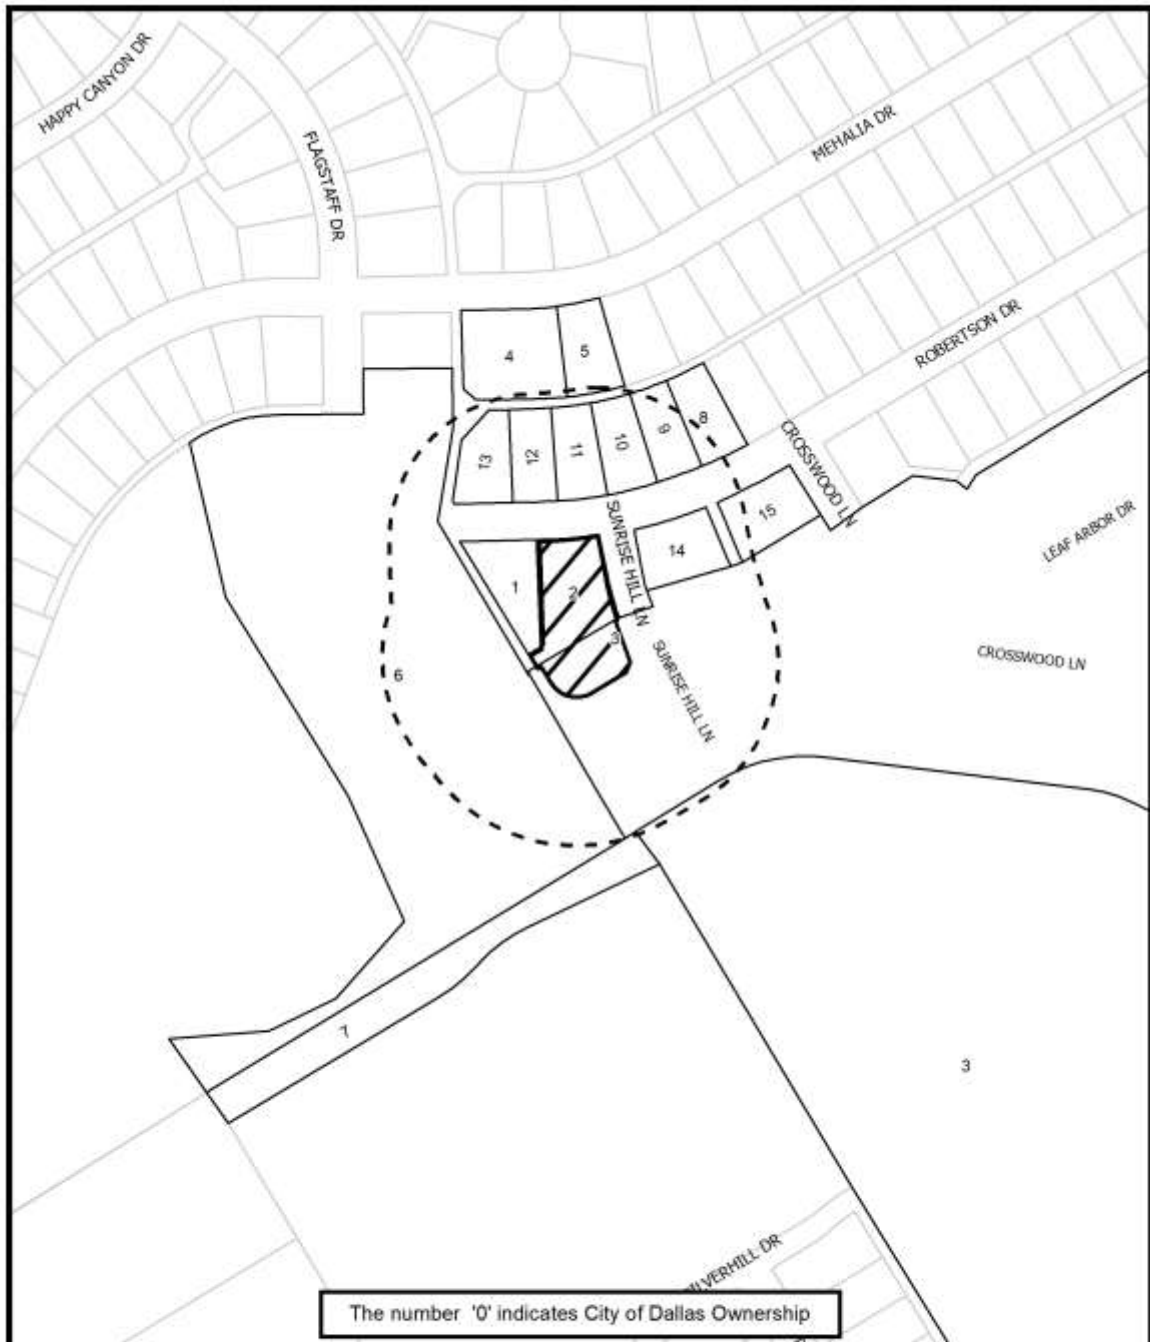 HAPPY CANYON DR
FLAGSTAFF DR
MEHALIA DR
ROBERTSON DR
4
5
8
9
10
11
12
13
CROSSWOOD LN
15
14
SUNRISE HILL LN
LEAF ARBOR DR
1
2
3
SUNRISE HILL LN
CROSSWOOD LN
6
7
3
The number '0' indicates City of Dallas Ownership